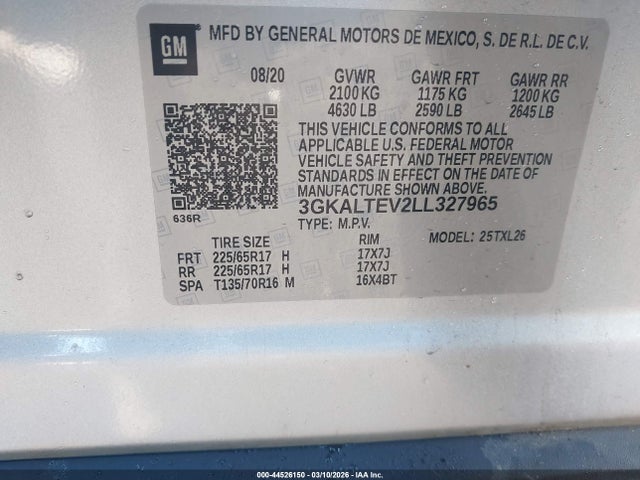 GM
MFD BY GENERAL MOTORS DE MEXICO, S. DE R.L. DE C.V.
08/20 GVWR GAWR FRT GAWR RR
2100 KG 1175 KG 1200 KG
4630 LB 2590 LB 2645 LB
THIS VEHICLE CONFORMS TO ALL
APPLICABLE U.S. FEDERAL MOTOR
VEHICLE SAFETY AND THEFT PREVENTION
STANDARDS IN EFFECT ON THE DATE OF
MANUFACTURE SHOWN ABOVE.
636R 3GKALTEV2LL327965
TYPE: M.P.V. MODEL: 25TXL26
TIRE SIZE RIM
FRT 225/65R17 H 17X7J
RR 225/65R17 H 17X7J
SPA T135/70R16 M 16X4BT
000-44526150 — 03/10/2026 — IAA Inc.